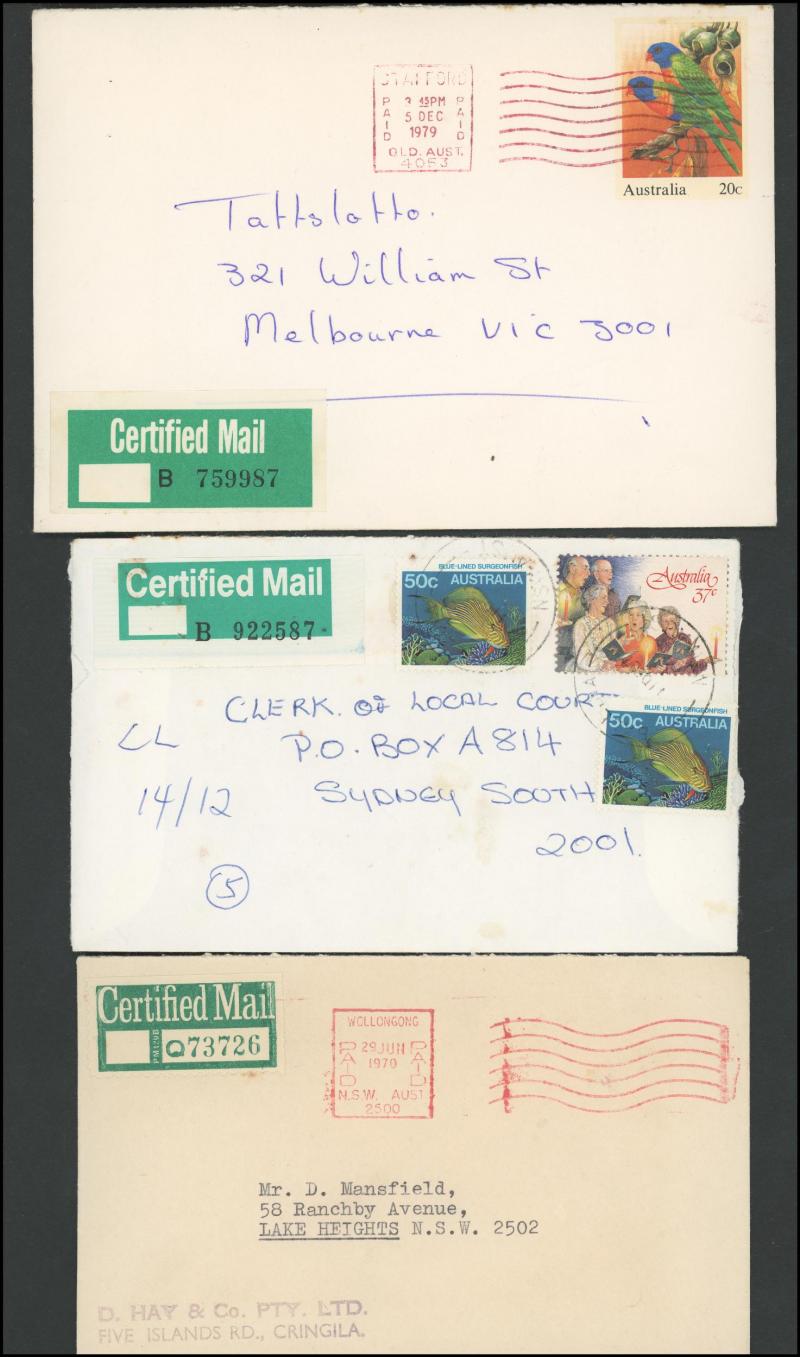 STAFFORD
PAID 3 45PM PAID
5 DEC
1979
QLD. AUST.
4053
Australia 20c
Tattslotto.
321 William St
Melbourne Vic 3001
Certified Mail
B 759987
Certified Mail
B 922587
BLUE-LINED SURGEONFISH
50c AUSTRALIA
Australia
37c
CLERK. OF LOCAL COURT
P.O. BOX A814
SYDNEY SOUTH
2001.
CL
14/12
5
BLUE-LINED SURGEONFISH
50c AUSTRALIA
Certified Mail
PM129B
Q73726
WOLLONGONG
PAID 29 JUN PAID
1979
N.S.W. AUST
2500
Mr. D. Mansfield,
58 Ranchby Avenue,
LAKE HEIGHTS N.S.W. 2502
D. HAY & Co. PTY. LTD.
FIVE ISLANDS RD., CRINGILA.